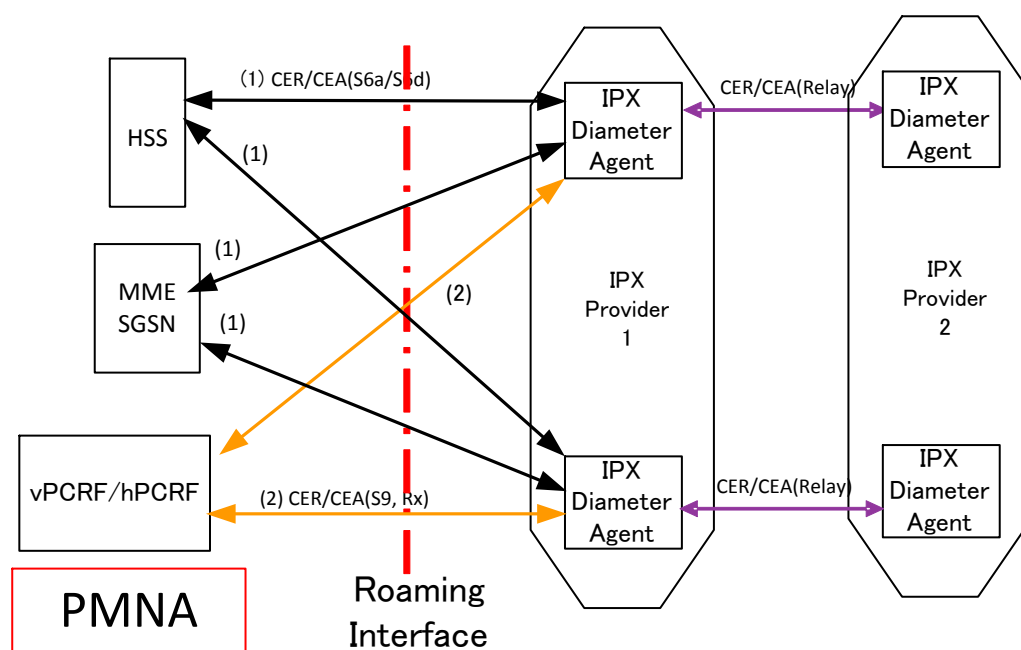 (1) CER/CEA(S6a/S6d)
HSS
(1)
IPX
Diameter
Agent
CER/CEA(Relay)
IPX
Diameter
Agent
MME
SGSN
(1)
(1)
(2)
IPX
Provider
1
IPX
Provider
2
vPCRF/hPCRF
(2) CER/CEA(S9, Rx)
IPX
Diameter
Agent
CER/CEA(Relay)
IPX
Diameter
Agent
PMNA
Roaming
Interface